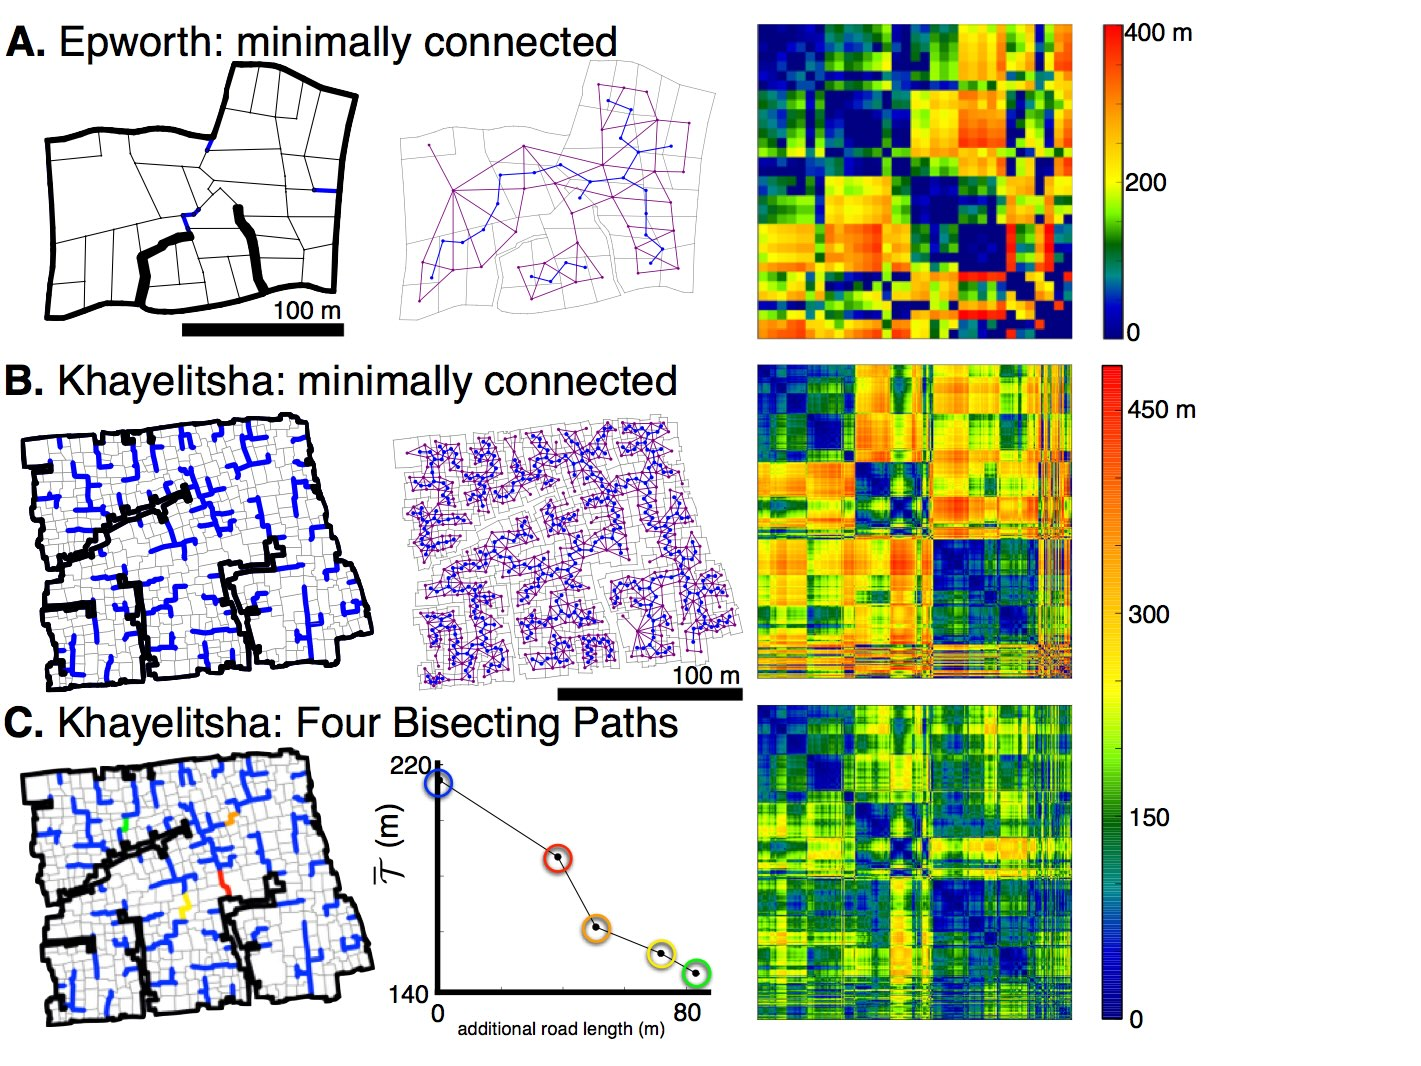 A. Epworth: minimally connected
100 m
400 m
200
0
B. Khayelitsha: minimally connected
100 m
450 m
300
150
0
C. Khayelitsha: Four Bisecting Paths
220
T̅ (m)
140
0
80
additional road length (m)